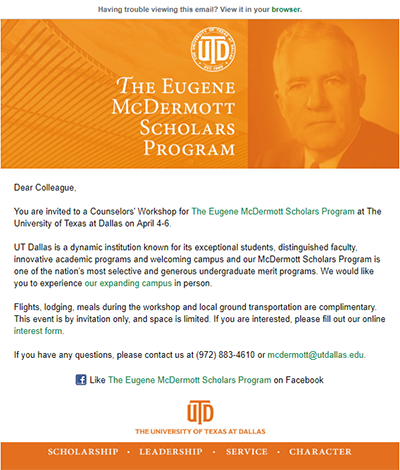 Having trouble viewing this email? View it in your browser.
THE UNIVERSITY OF TEXAS AT DALLAS
UTD
EST. 1969
THE EUGENE
MCDERMOTT
SCHOLARS
PROGRAM
Dear Colleague,
You are invited to a Counselors' Workshop for The Eugene McDermott Scholars Program at The
University of Texas at Dallas on April 4-6.
UT Dallas is a dynamic institution known for its exceptional students, distinguished faculty,
innovative academic programs and welcoming campus and our McDermott Scholars Program is
one of the nation's most selective and generous undergraduate merit programs. We would like
you to experience our expanding campus in person.
Flights, lodging, meals during the workshop and local ground transportation are complimentary.
This event is by invitation only, and space is limited. If you are interested, please fill out our online
interest form.
If you have any questions, please contact us at (972) 883-4610 or mcdermott@utdallas.edu.
f Like The Eugene McDermott Scholars Program on Facebook
UTD
THE UNIVERSITY OF TEXAS AT DALLAS
SCHOLARSHIP • LEADERSHIP • SERVICE • CHARACTER